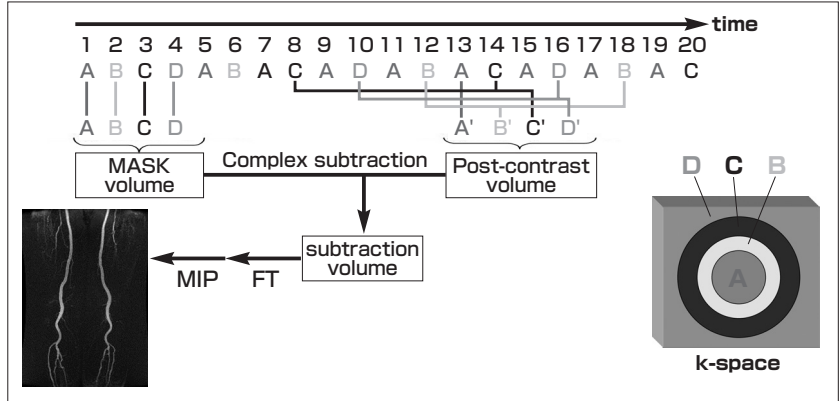 time
1 2 3 4 5 6 7 8 9 10 11 12 13 14 15 16 17 18 19 20
A B C D A B A C A D A B A C A D A B A C
A B C D A' B' C' D'
MASK
volume
Complex subtraction
Post-contrast
volume
subtraction
volume
MIP FT
D C B
A
k-space